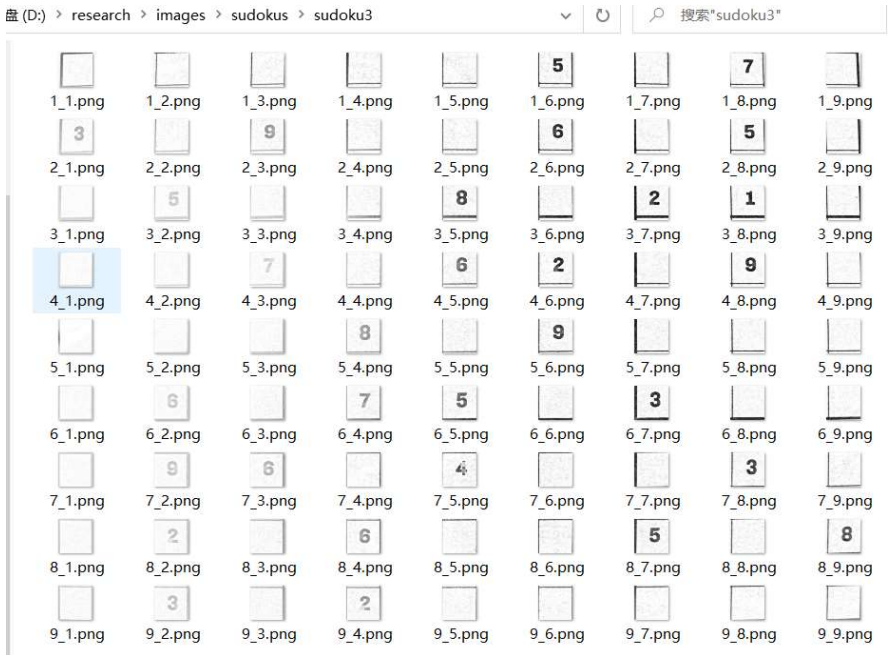 盘 (D:) > research > images > sudokus > sudoku3 搜索"sudoku3"
5 7
1_1.png 1_2.png 1_3.png 1_4.png 1_5.png 1_6.png 1_7.png 1_8.png 1_9.png
3 9 6 5
2_1.png 2_2.png 2_3.png 2_4.png 2_5.png 2_6.png 2_7.png 2_8.png 2_9.png
5 8 2 1
3_1.png 3_2.png 3_3.png 3_4.png 3_5.png 3_6.png 3_7.png 3_8.png 3_9.png
7 6 2 9
4_1.png 4_2.png 4_3.png 4_4.png 4_5.png 4_6.png 4_7.png 4_8.png 4_9.png
8 9
5_1.png 5_2.png 5_3.png 5_4.png 5_5.png 5_6.png 5_7.png 5_8.png 5_9.png
6 7 5 3
6_1.png 6_2.png 6_3.png 6_4.png 6_5.png 6_6.png 6_7.png 6_8.png 6_9.png
9 6 4 3
7_1.png 7_2.png 7_3.png 7_4.png 7_5.png 7_6.png 7_7.png 7_8.png 7_9.png
2 6 5 8
8_1.png 8_2.png 8_3.png 8_4.png 8_5.png 8_6.png 8_7.png 8_8.png 8_9.png
3 2
9_1.png 9_2.png 9_3.png 9_4.png 9_5.png 9_6.png 9_7.png 9_8.png 9_9.png